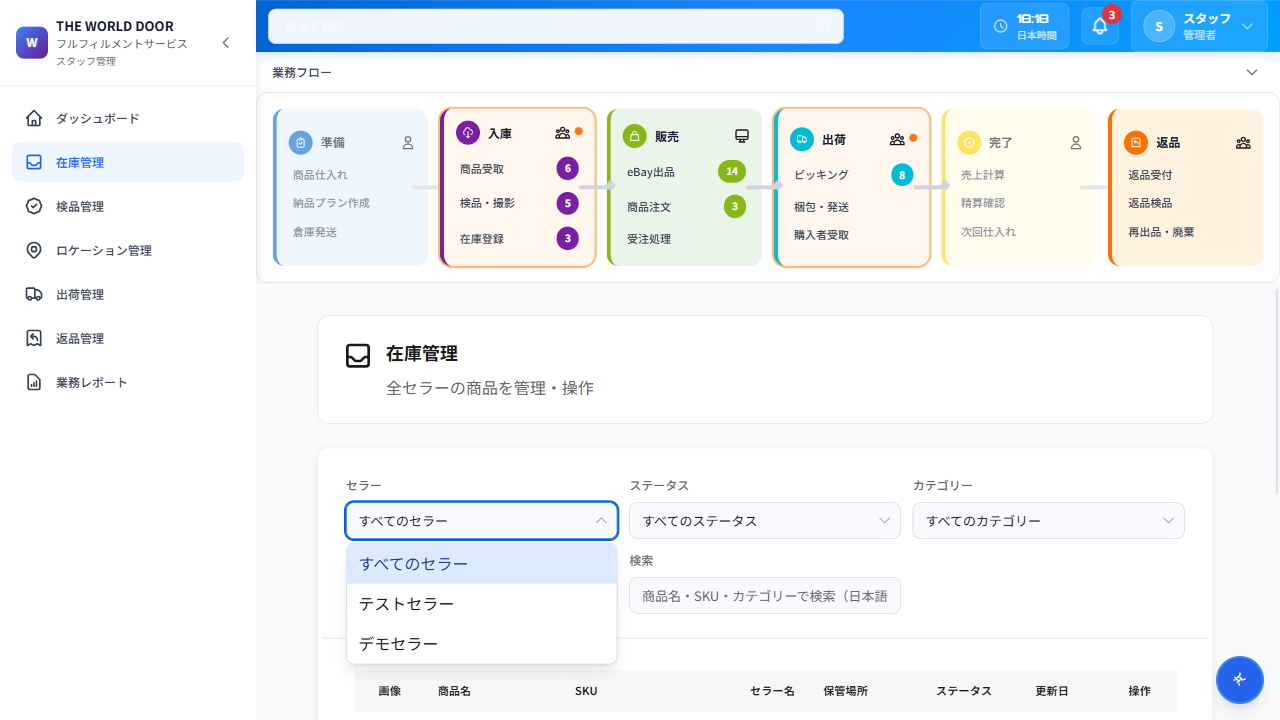 W
THE WORLD DOOR
フルフィルメントサービス
スタッフ管理
ダッシュボード
在庫管理
検品管理
ロケーション管理
出荷管理
返品管理
業務レポート
日本時間
3
S
スタッフ
管理者
業務フロー
準備
商品仕入れ
納品プラン作成
倉庫発送
入庫
商品受取 6
検品・撮影 5
在庫登録 3
販売
eBay出品 14
商品注文 3
受注処理
出荷
ピッキング 8
梱包・発送
購入者受取
完了
売上計算
精算確認
次回仕入れ
返品
返品受付
返品検品
再出品・廃棄
在庫管理
全セラーの商品を管理・操作
セラー ステータス カテゴリー
すべてのセラー すべてのステータス すべてのカテゴリー
すべてのセラー
テストセラー
デモセラー
検索
商品名・SKU・カテゴリーで検索（日本語
画像 商品名 SKU セラー名 保管場所 ステータス 更新日 操作